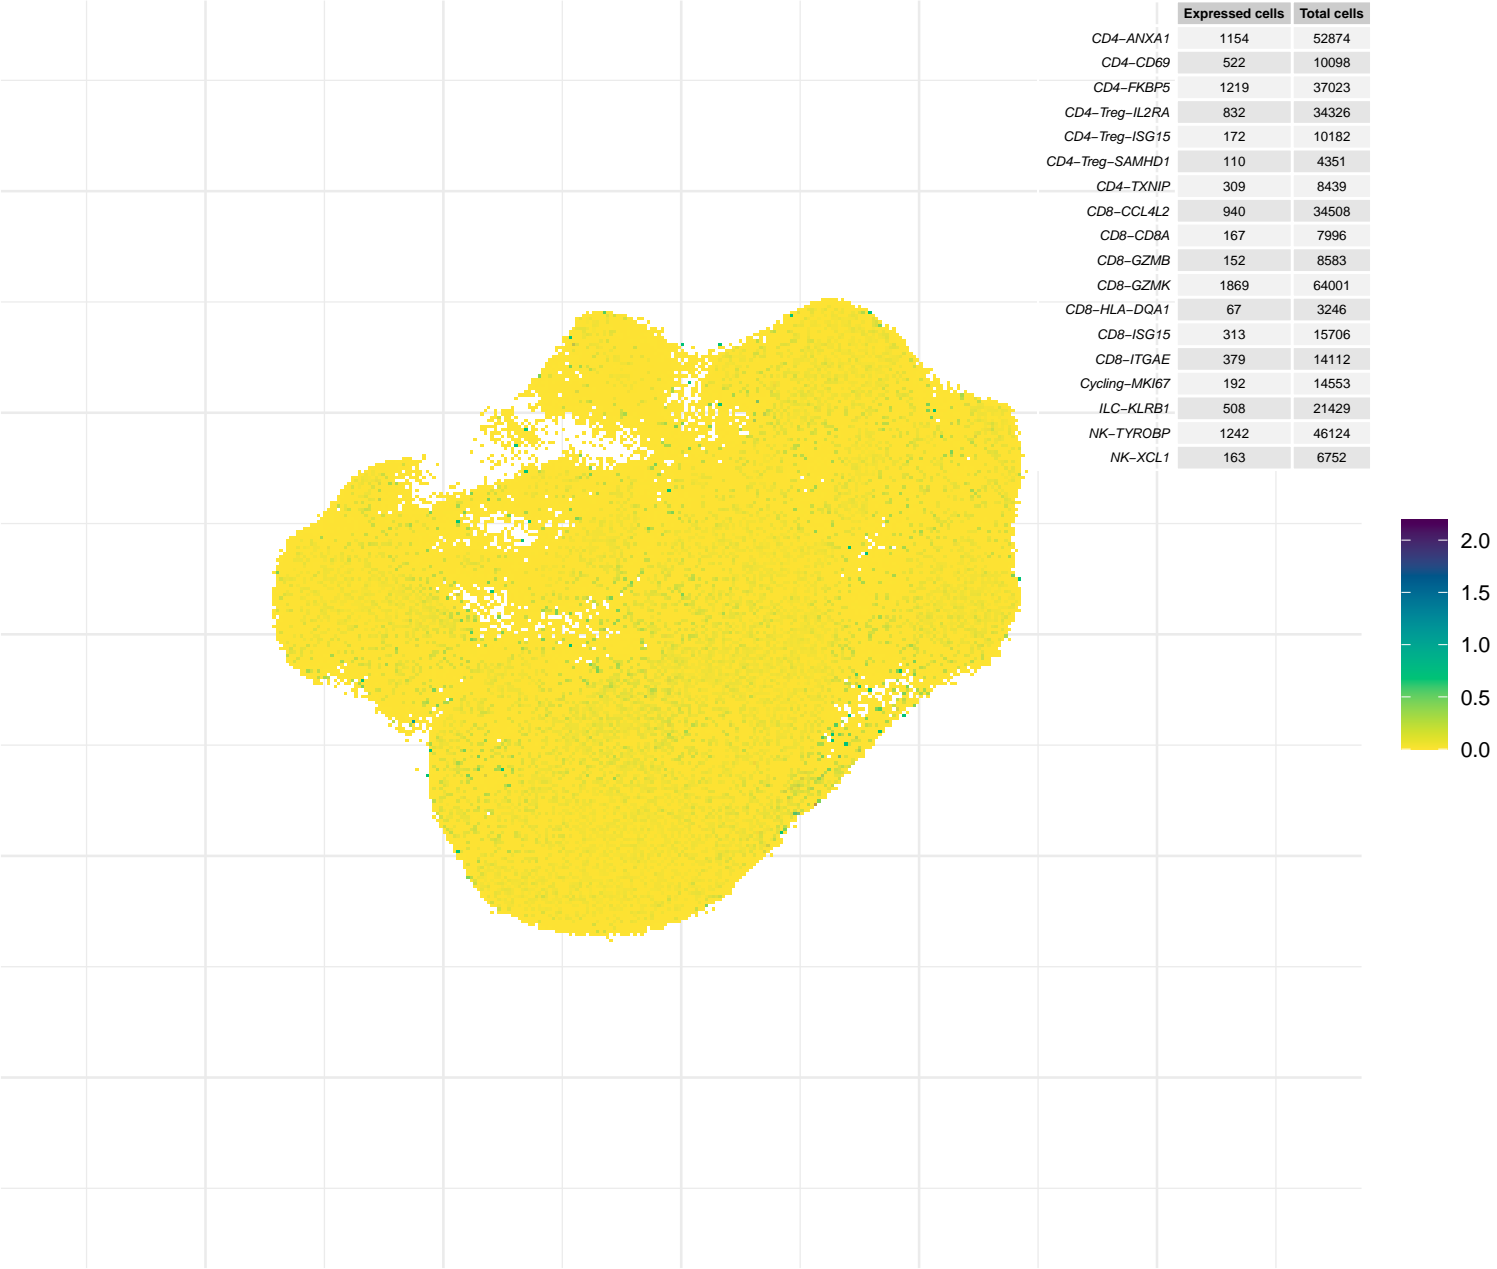 Expressed cells Total cells
CD4−ANXA1 1154 52874
CD4−CD69 522 10098
CD4−FKBP5 1219 37023
CD4−Treg−IL2RA 832 34326
CD4−Treg−ISG15 172 10182
CD4−Treg−SAMHD1 110 4351
CD4−TXNIP 309 8439
CD8−CCL4L2 940 34508
CD8−CD8A 167 7996
CD8−GZMB 152 8583
CD8−GZMK 1869 64001
CD8−HLA−DQA1 67 3246
CD8−ISG15 313 15706
CD8−ITGAE 379 14112
Cycling−MKI67 192 14553
ILC−KLRB1 508 21429
NK−TYROBP 1242 46124
NK−XCL1 163 6752
2.0
1.5
1.0
0.5
0.0